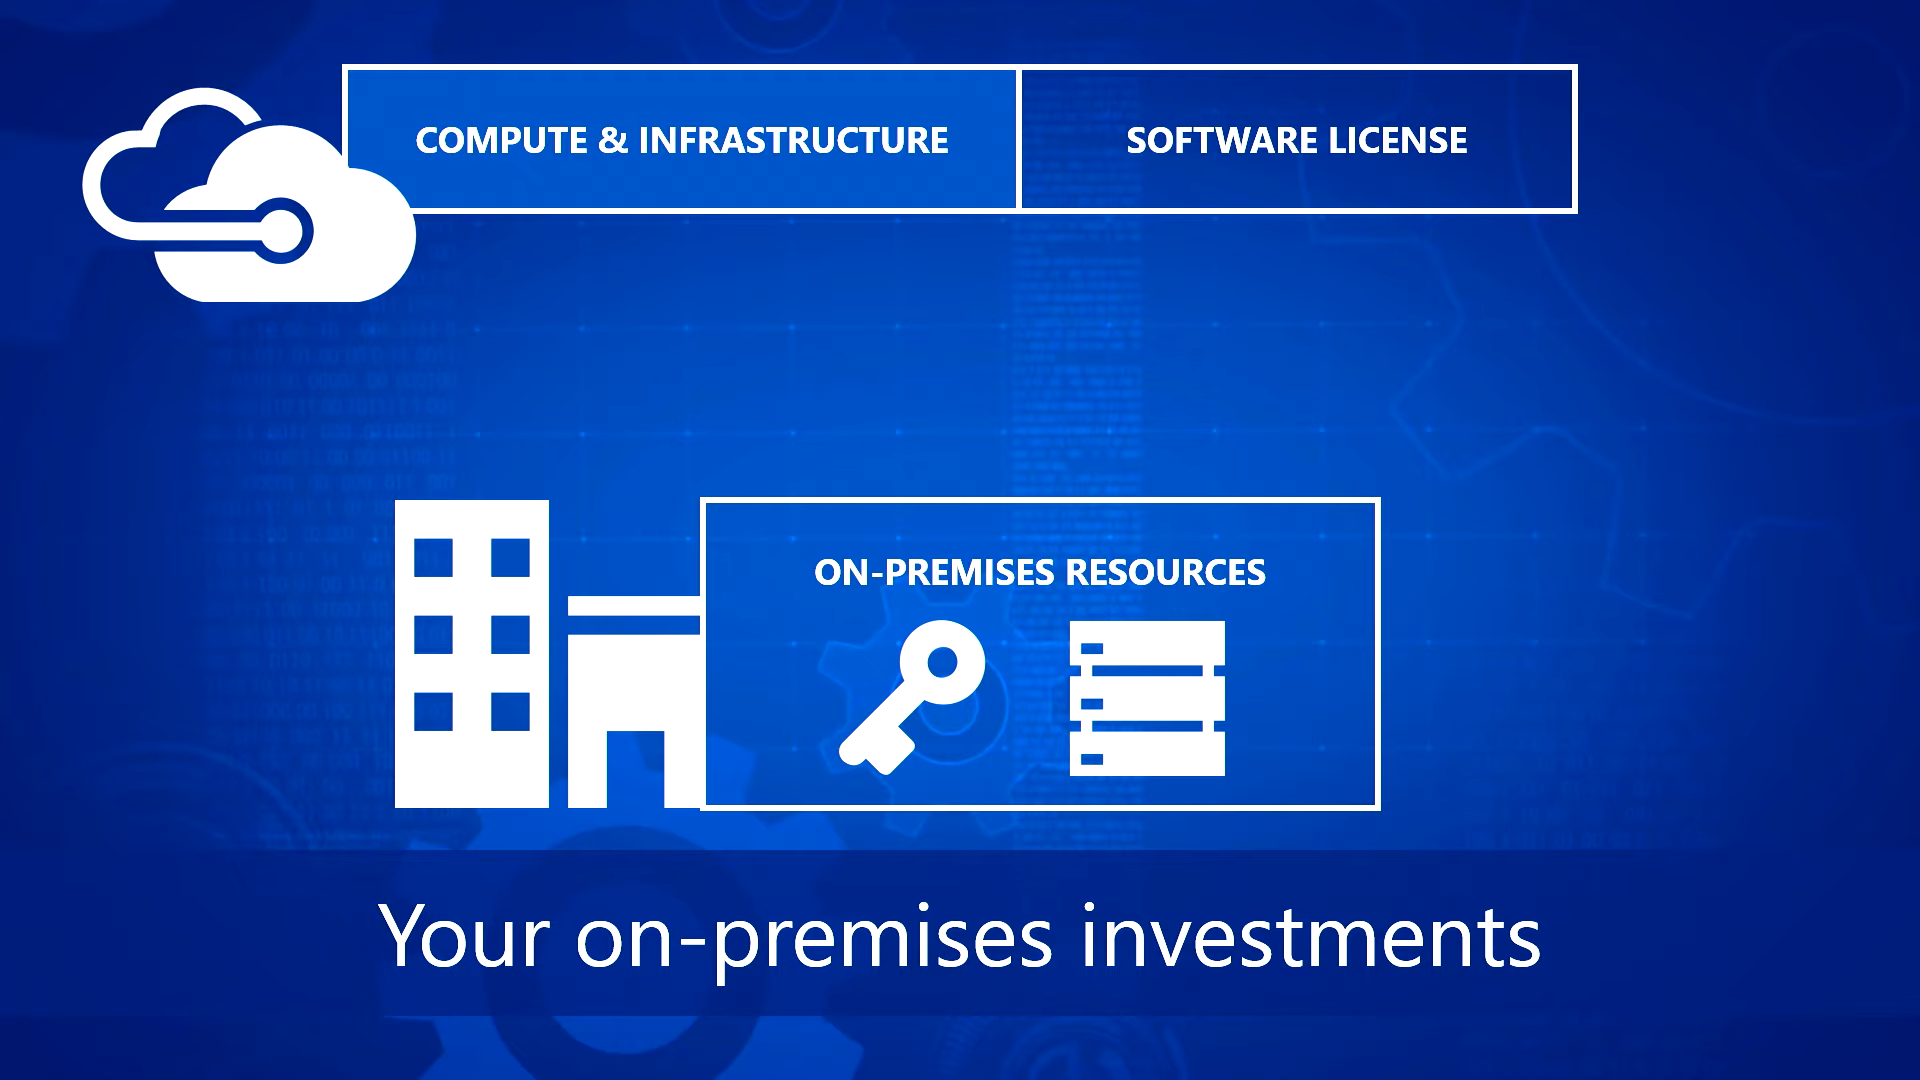 COMPUTE & INFRASTRUCTURE
SOFTWARE LICENSE
ON-PREMISES RESOURCES
Your on-premises investments